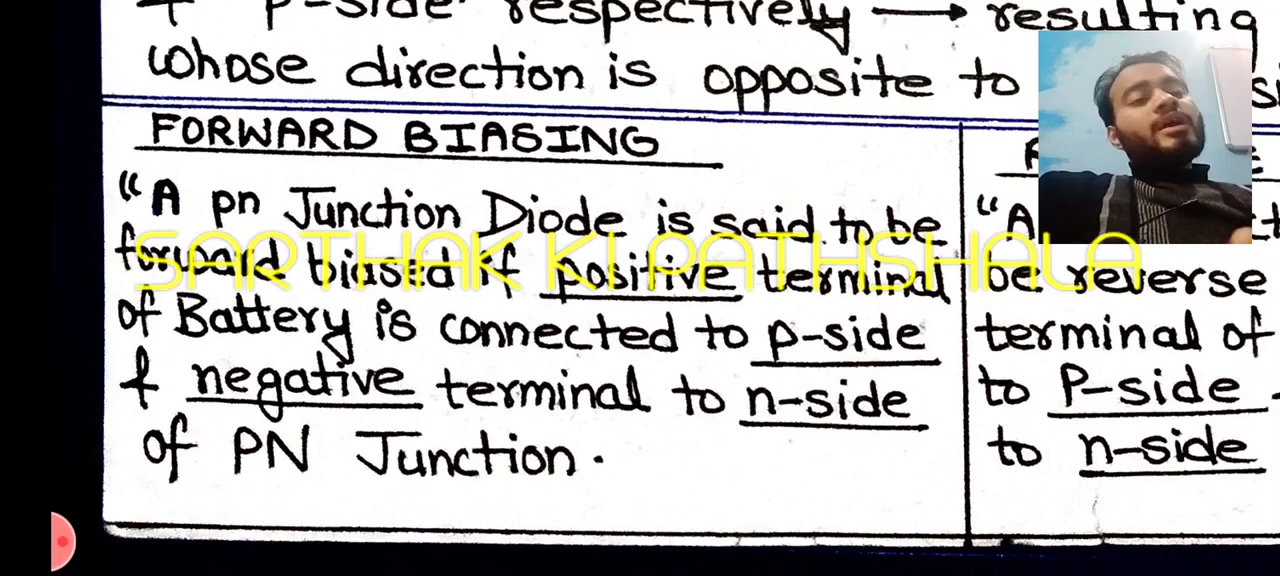 + P-side respectively → resulting
whose direction is opposite to
FORWARD BIASING
"A pn Junction Diode is said to be
forward biased if positive terminal
of Battery is connected to p-side
& negative terminal to n-side
of PN Junction.
"A
be reverse
terminal of
to P-side
to n-side
SARTHAK KI PATHSHALA